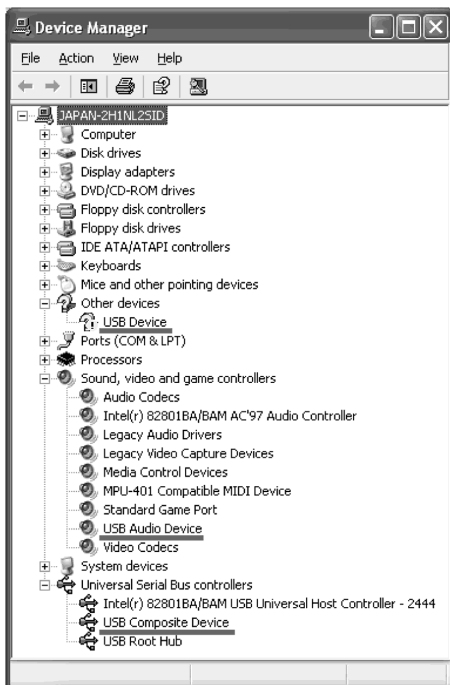 Device Manager
File Action View Help
JAPAN-2H1NL2SID
Computer
Disk drives
Display adapters
DVD/CD-ROM drives
Floppy disk controllers
Floppy disk drives
IDE ATA/ATAPI controllers
Keyboards
Mice and other pointing devices
Other devices
USB Device
Ports (COM & LPT)
Processors
Sound, video and game controllers
Audio Codecs
Intel(r) 82801BA/BAM AC'97 Audio Controller
Legacy Audio Drivers
Legacy Video Capture Devices
Media Control Devices
MPU-401 Compatible MIDI Device
Standard Game Port
USB Audio Device
Video Codecs
System devices
Universal Serial Bus controllers
Intel(r) 82801BA/BAM USB Universal Host Controller - 2444
USB Composite Device
USB Root Hub